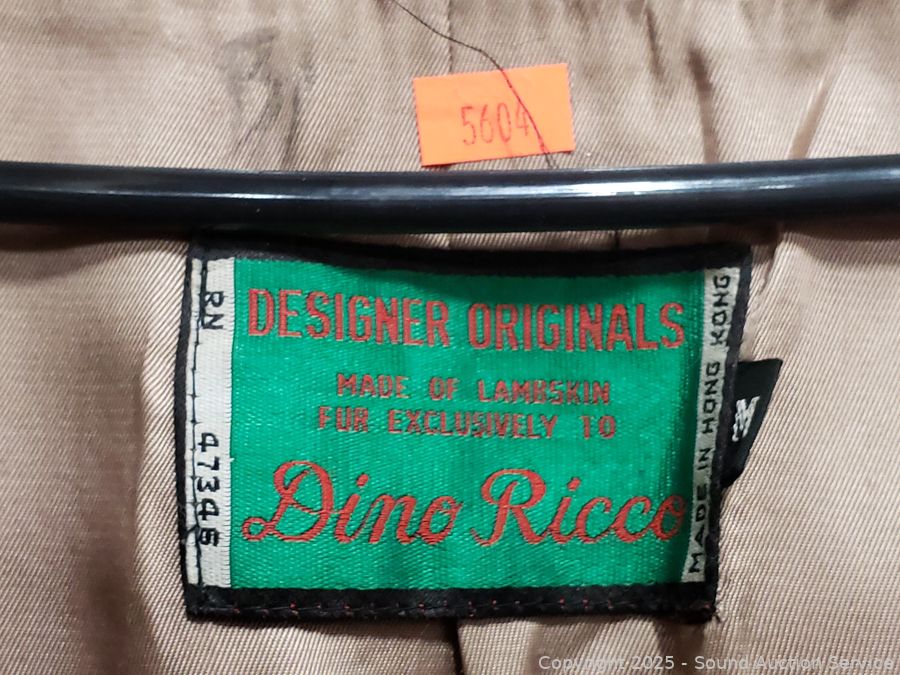 5604
RN 47346
DESIGNER ORIGINALS
MADE OF LAMBSKIN
FUR EXCLUSIVELY TO
Dino Ricco
MADE IN HONG KONG
M
Copyright 2025 - Sound Auction Service